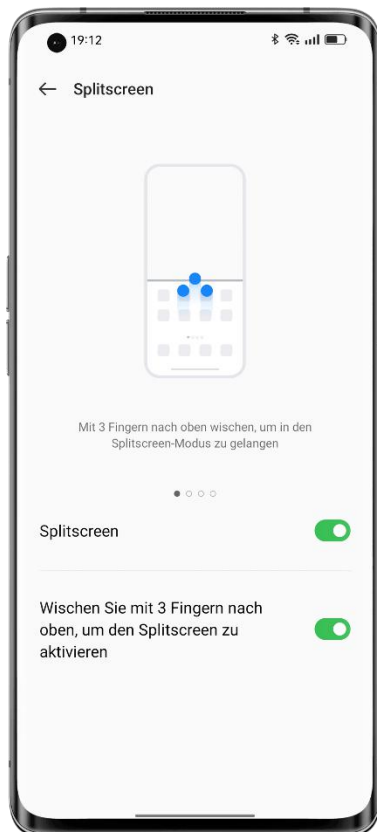 19:12
Splitscreen
Mit 3 Fingern nach oben wischen, um in den
Splitscreen-Modus zu gelangen
Splitscreen
Wischen Sie mit 3 Fingern nach
oben, um den Splitscreen zu
aktivieren